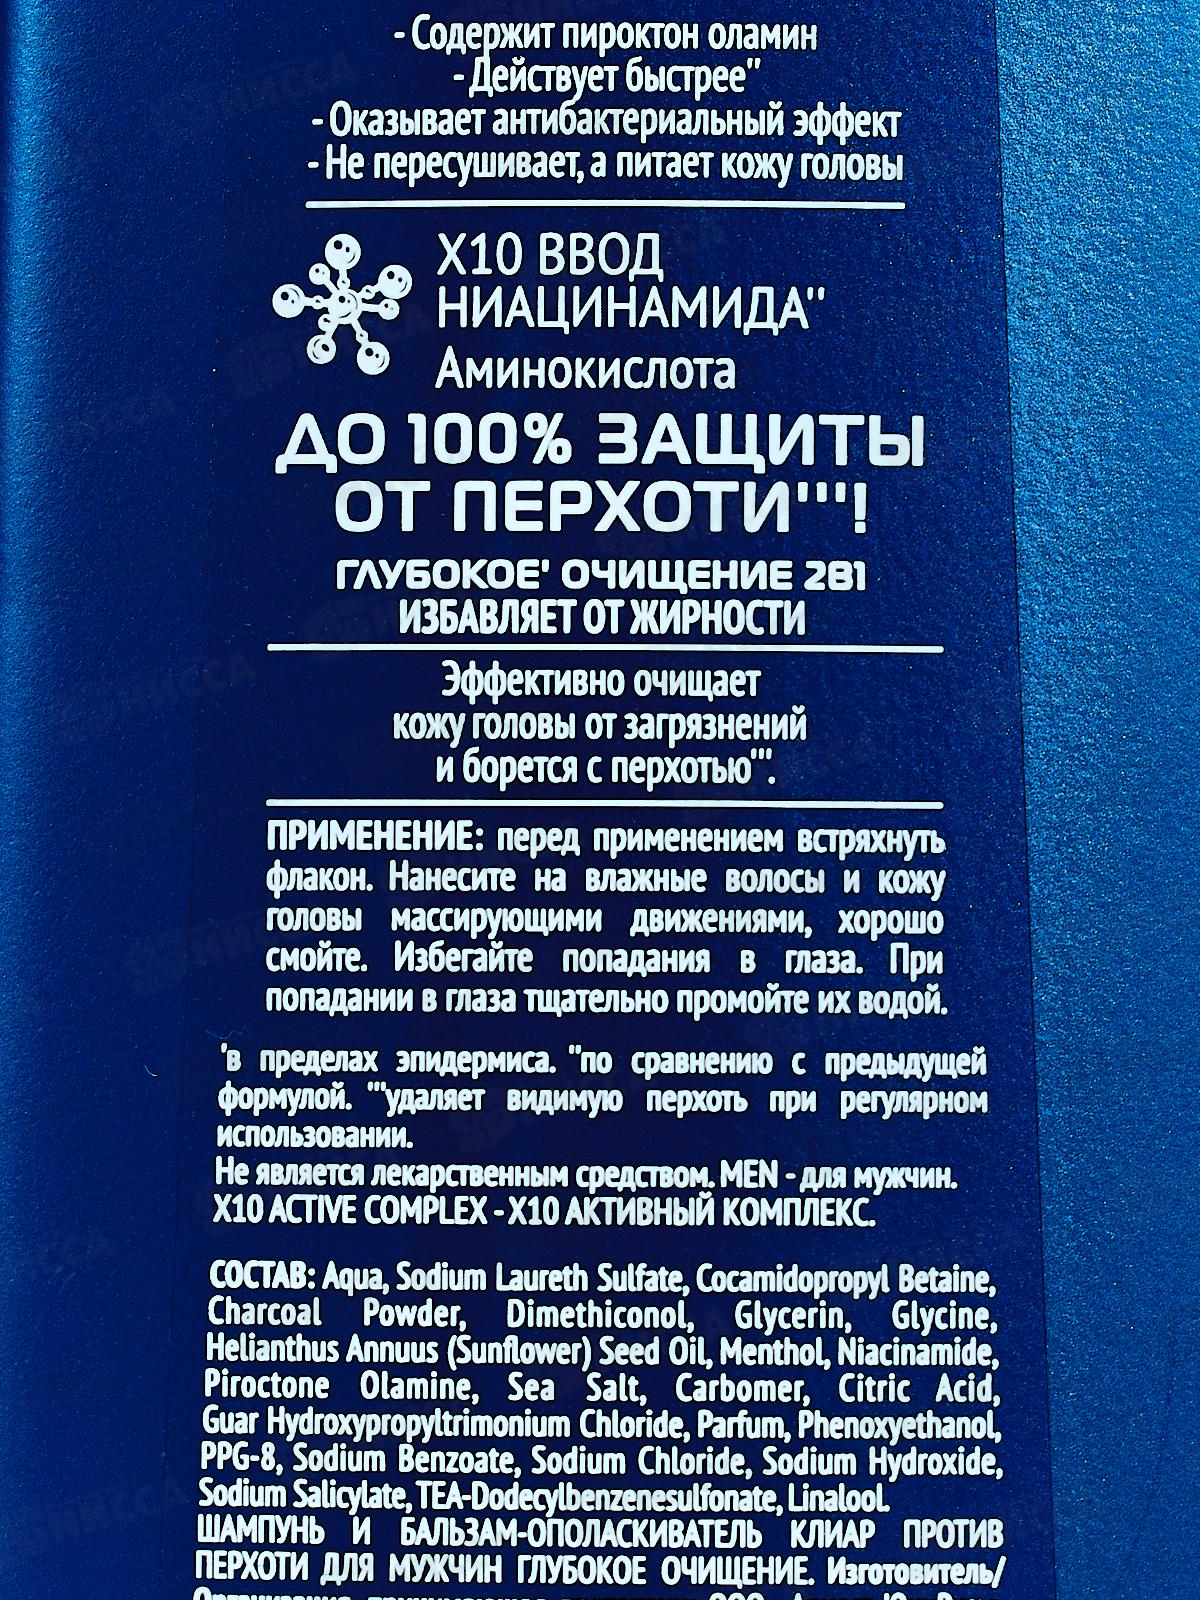 - Содержит пироктон оламин
- Действует быстрее"
- Оказывает антибактериальный эффект
- Не пересушивает, а питает кожу головы
X10 ВВОД
НИАЦИНАМИДА"
Аминокислота
ДО 100% ЗАЩИТЫ
ОТ ПЕРХОТИ"'!
ГЛУБОКОЕ' ОЧИЩЕНИЕ 2В1
ИЗБАВЛЯЕТ ОТ ЖИРНОСТИ
Эффективно очищает
кожу головы от загрязнений
и борется с перхотью"'.
ПРИМЕНЕНИЕ: перед применением встряхнуть
флакон. Нанесите на влажные волосы и кожу
головы массирующими движениями, хорошо
смойте. Избегайте попадания в глаза. При
попадании в глаза тщательно промойте их водой.
'в пределах эпидермиса. "по сравнению с предыдущей
формулой. "'удаляет видимую перхоть при регулярном
использовании.
Не является лекарственным средством. MEN - для мужчин.
X10 ACTIVE COMPLEX - X10 АКТИВНЫЙ КОМПЛЕКС.
СОСТАВ: Aqua, Sodium Laureth Sulfate, Cocamidopropyl Betaine,
Charcoal Powder, Dimethiconol, Glycerin, Glycine,
Helianthus Annuus (Sunflower) Seed Oil, Menthol, Niacinamide,
Piroctone Olamine, Sea Salt, Carbomer, Citric Acid,
Guar Hydroxypropyltrimonium Chloride, Parfum, Phenoxyethanol,
PPG-8, Sodium Benzoate, Sodium Chloride, Sodium Hydroxide,
Sodium Salicylate, TEA-Dodecylbenzenesulfonate, Linalool.
ШАМПУНЬ И БАЛЬЗАМ-ОПОЛАСКИВАТЕЛЬ КЛИАР ПРОТИВ
ПЕРХОТИ ДЛЯ МУЖЧИН ГЛУБОКОЕ ОЧИЩЕНИЕ. Изготовитель/